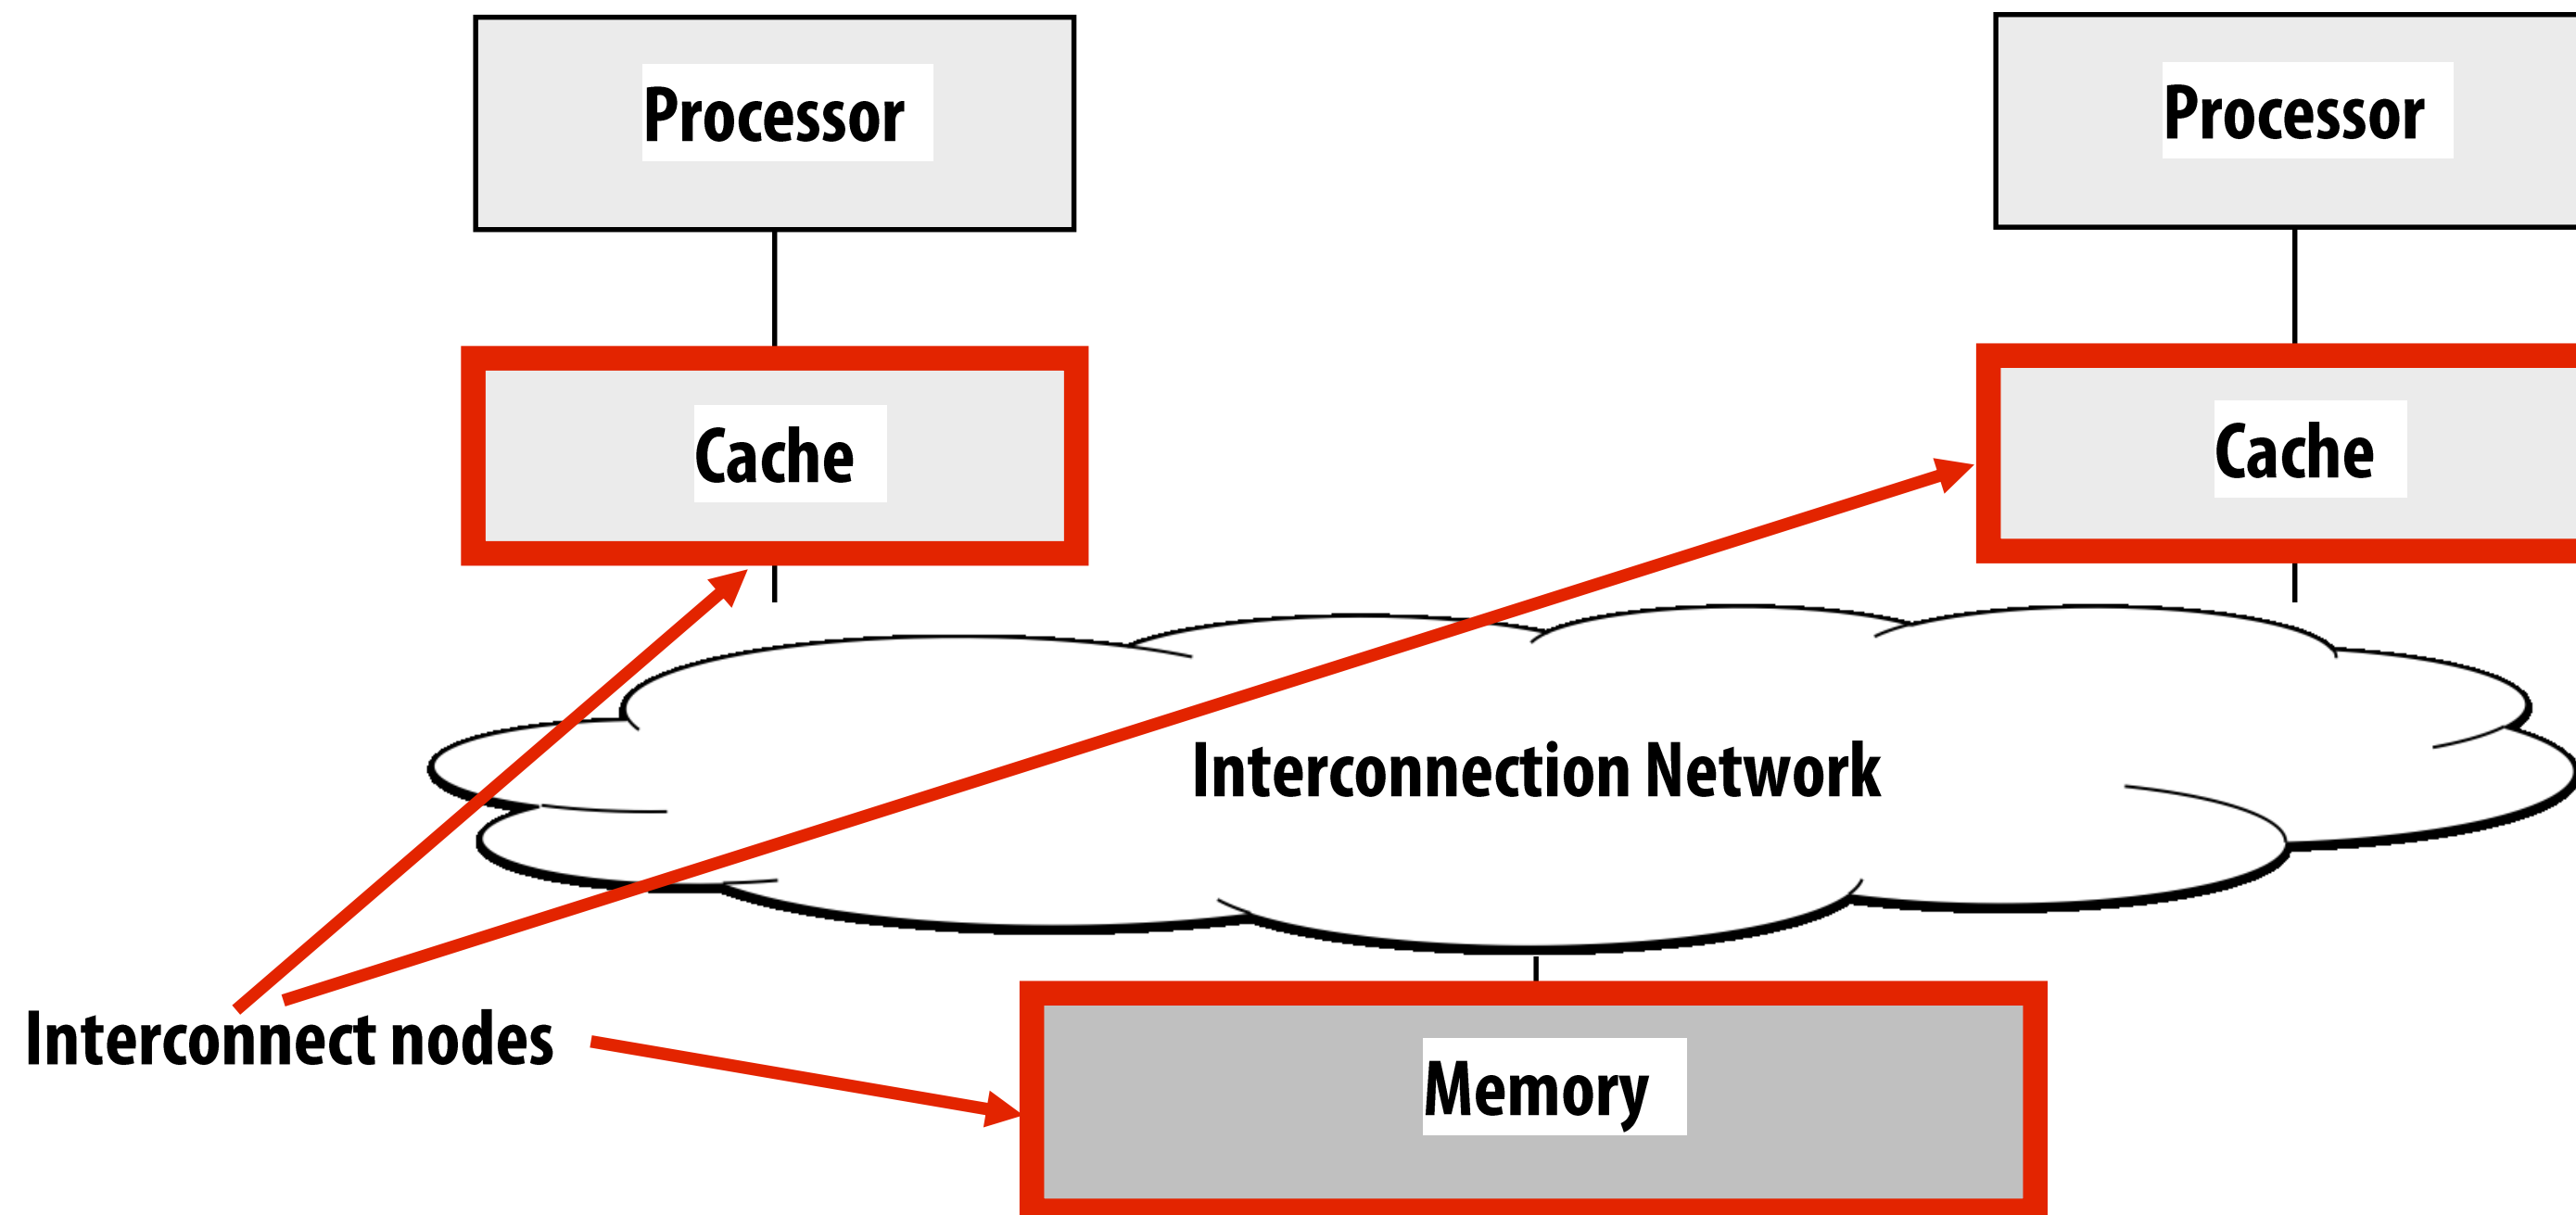 Processor
Processor
Cache
Cache
Interconnection Network
Interconnect nodes
Memory